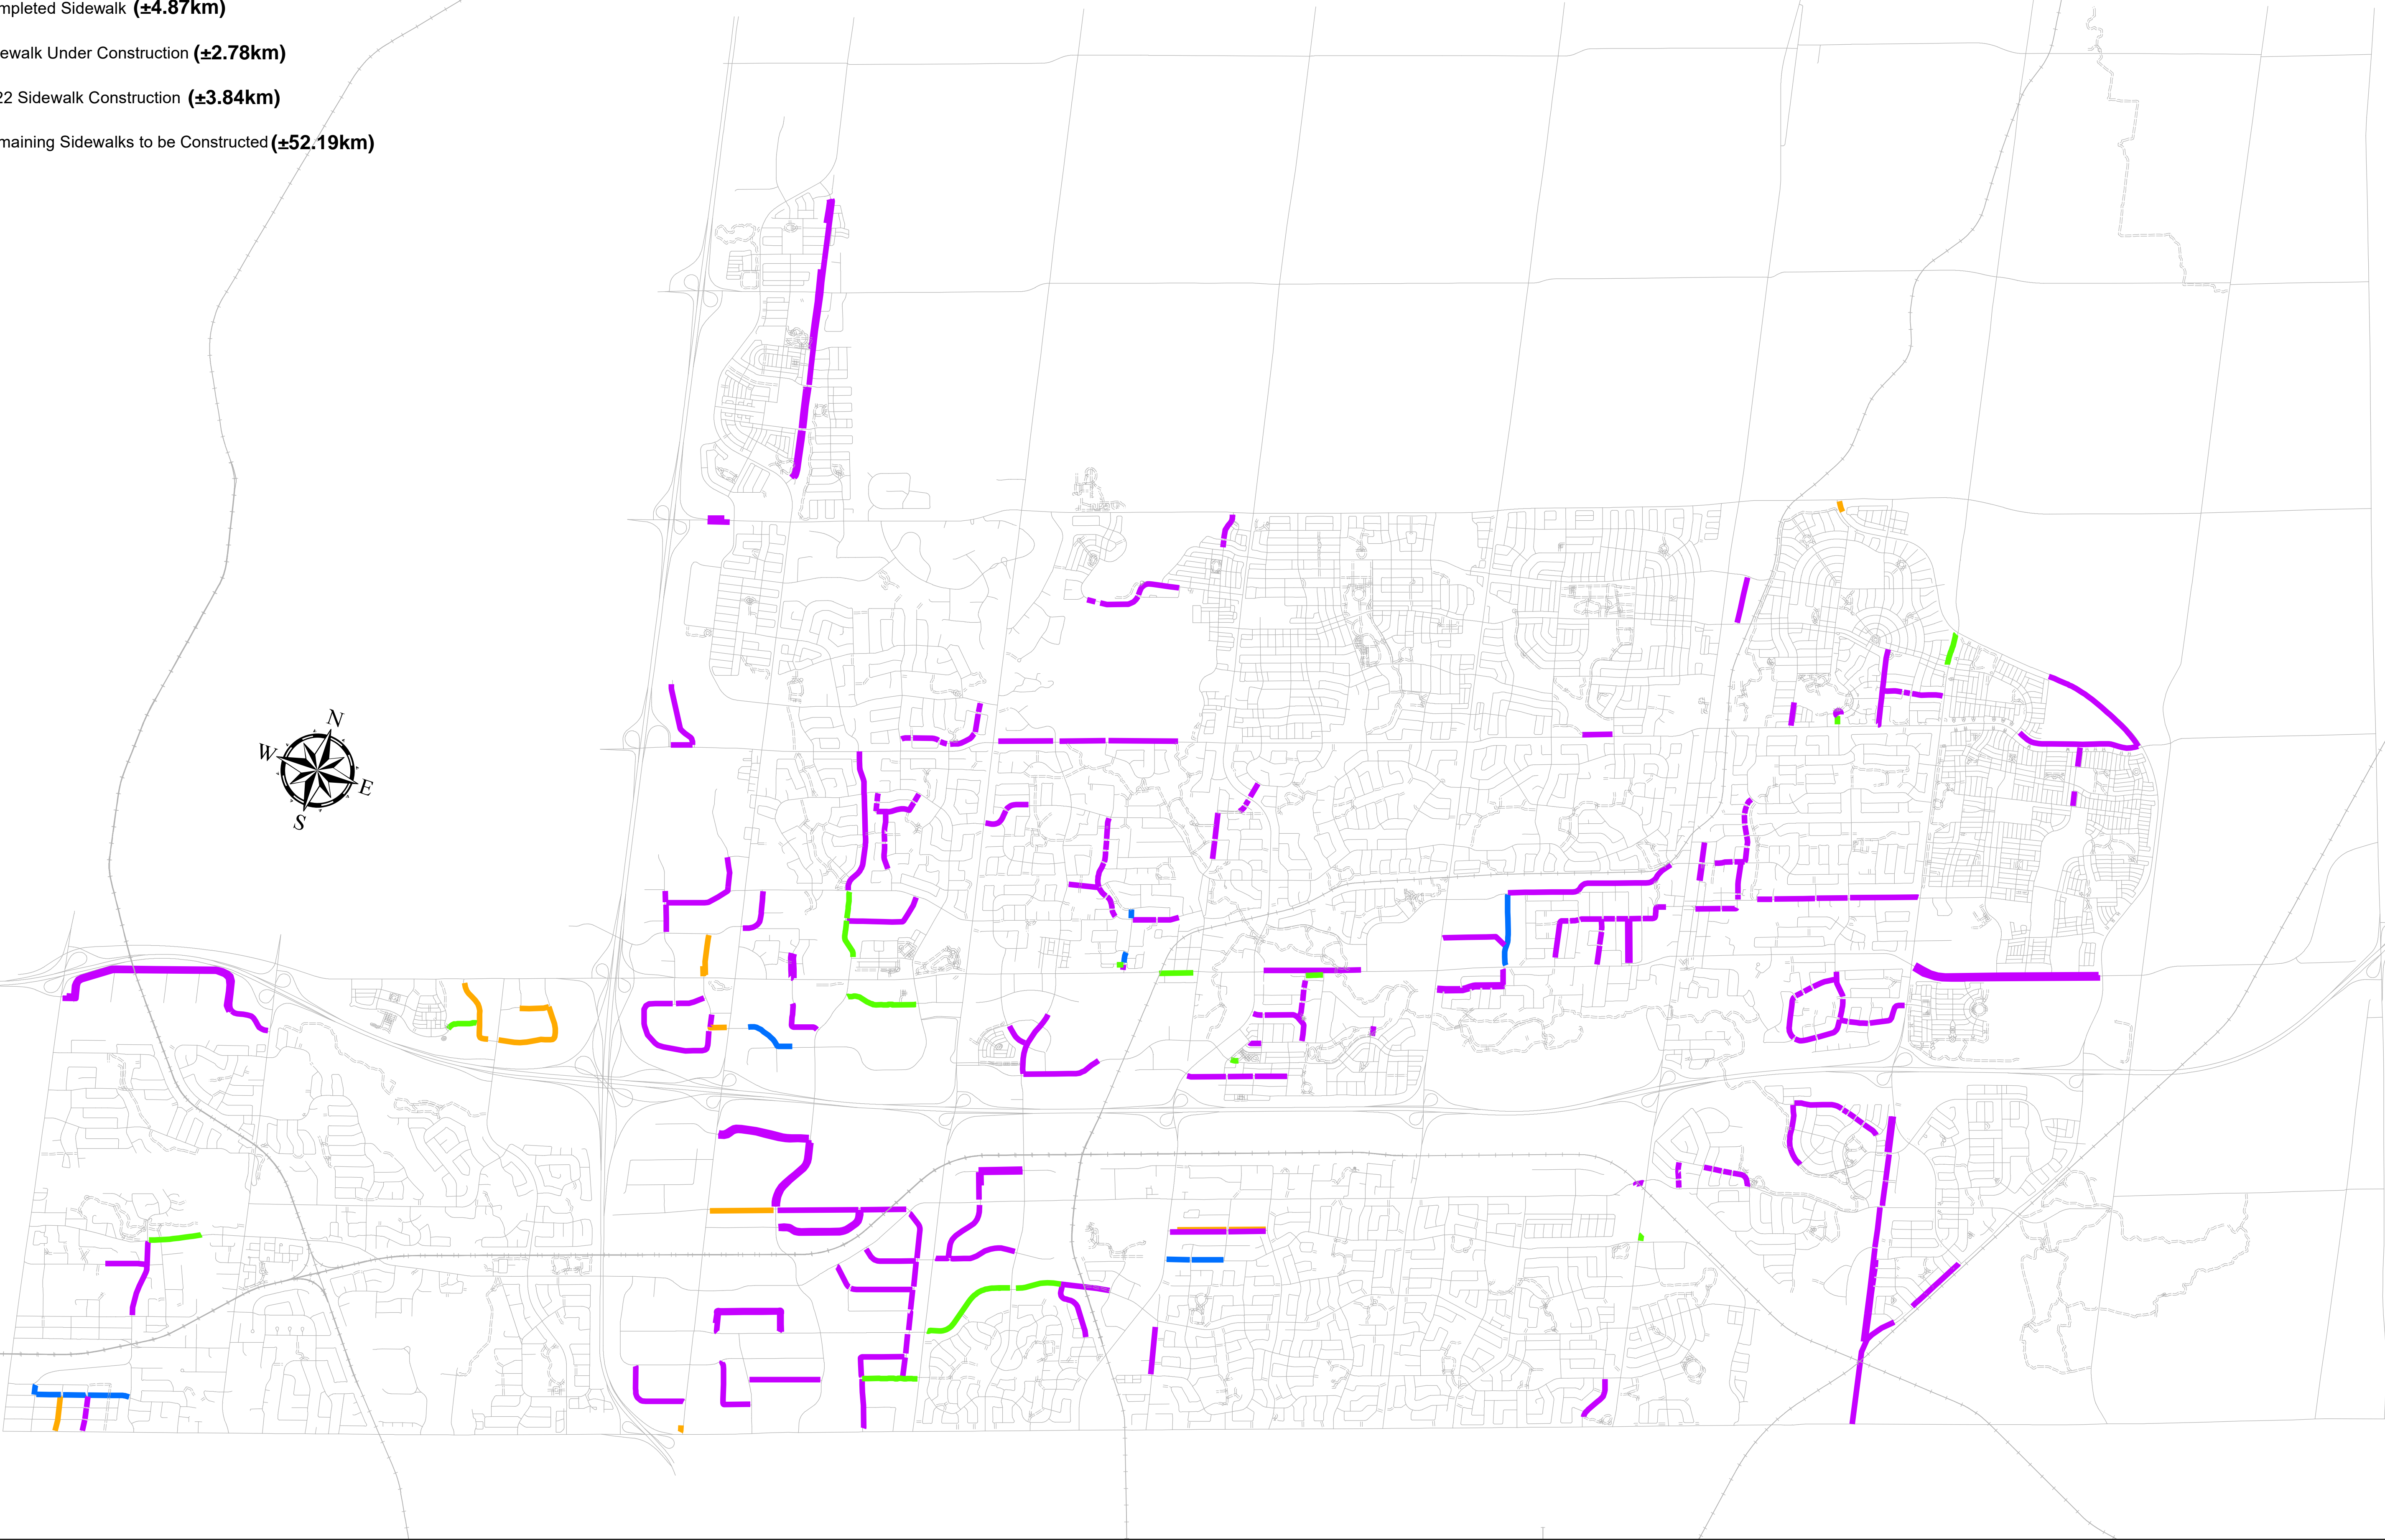 mpleted Sidewalk (±4.87km)
ewalk Under Construction (±2.78km)
22 Sidewalk Construction (±3.84km)
maining Sidewalks to be Constructed (±52.19km)
N
W
E
S